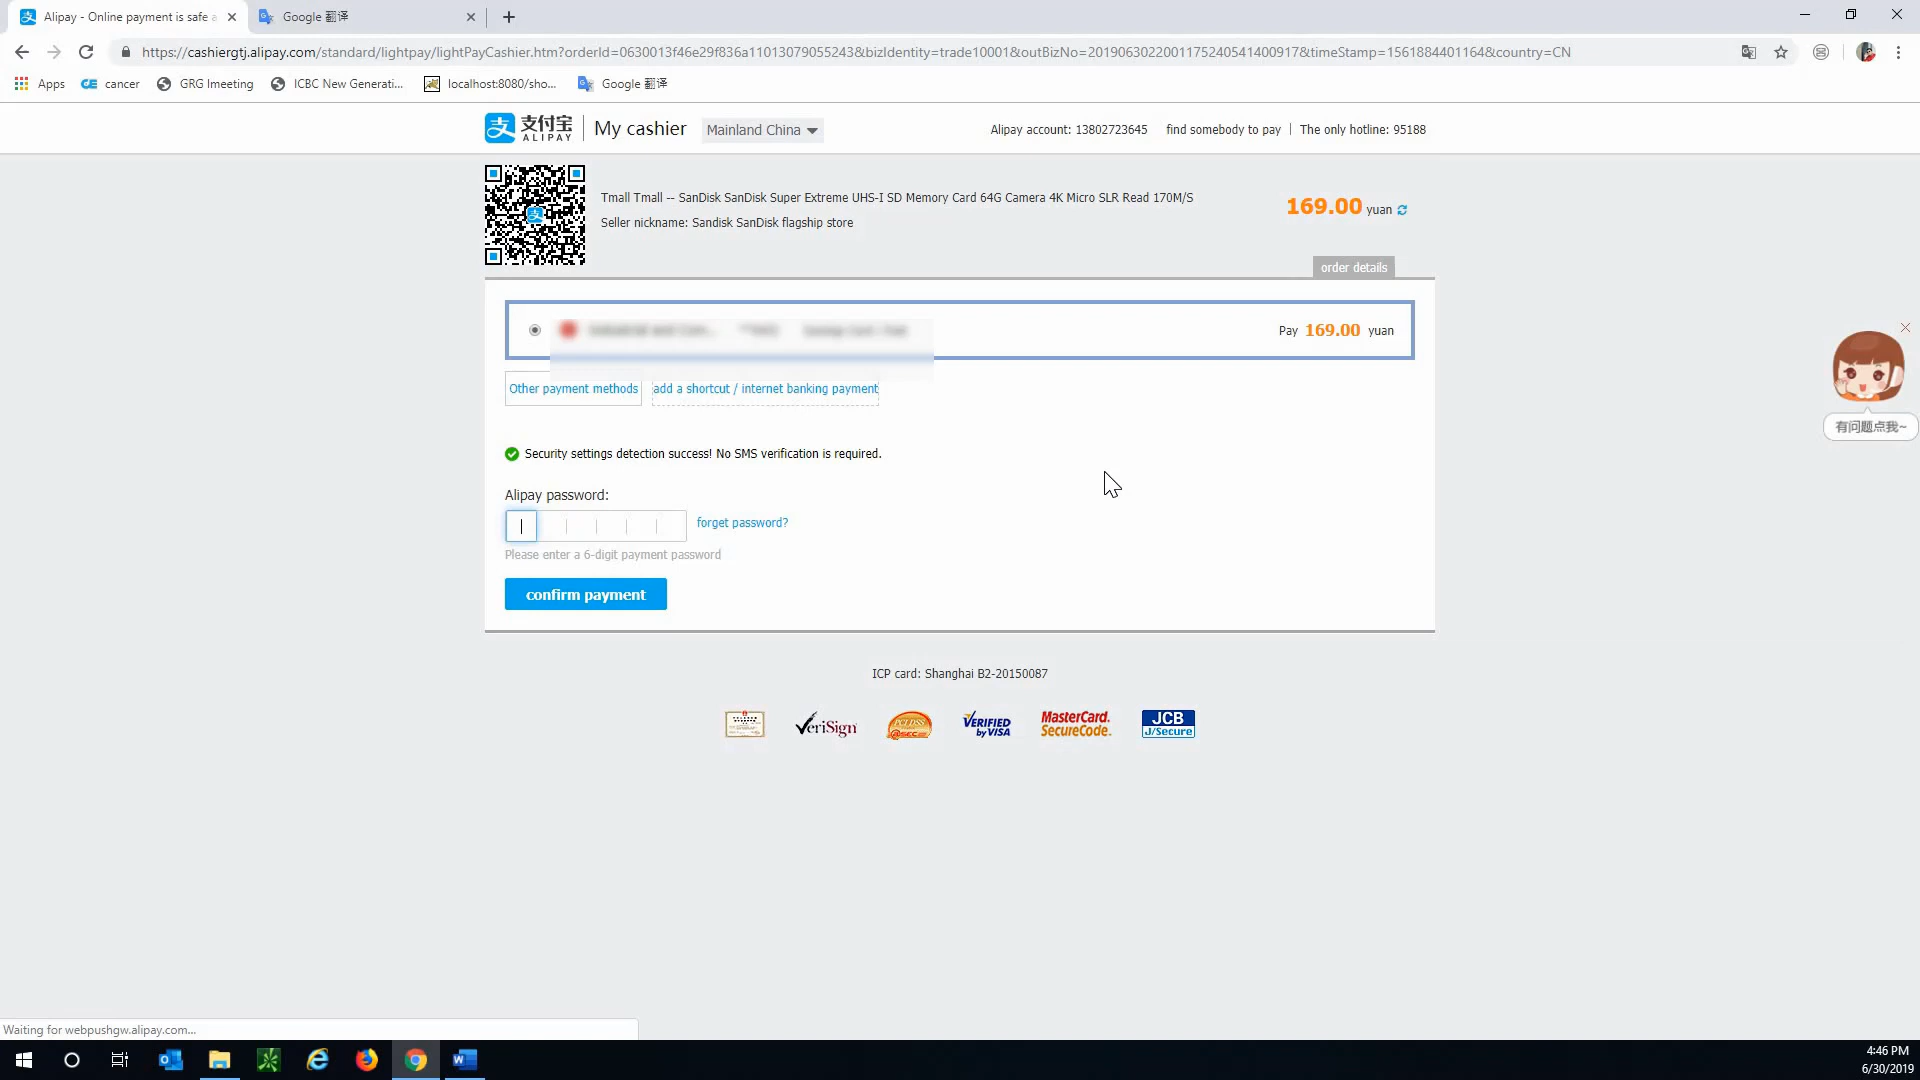 Alipay - Online payment is safe a
Google 翻译
https://cashiergtj.alipay.com/standard/lightpay/lightPayCashier.htm?orderId=0630013f46e29f836a11013079055243&bizIdentity=trade10001&outBizNo=2019063022001175240541400917&timeStamp=1561884401164&country=CN
Apps
cancer
GRG Imeeting
ICBC New Generati...
localhost:8080/sho...
Google 翻译
支付宝
ALIPAY
My cashier
Mainland China
Alipay account: 13802723645
find somebody to pay
The only hotline: 95188
Tmall Tmall -- SanDisk SanDisk Super Extreme UHS-I SD Memory Card 64G Camera 4K Micro SLR Read 170M/S
169.00 yuan
Seller nickname: Sandisk SanDisk flagship store
order details
Pay 169.00 yuan
Other payment methods
add a shortcut / internet banking payment
有问题点我~
Security settings detection success! No SMS verification is required.
Alipay password:
forget password?
Please enter a 6-digit payment password
confirm payment
ICP card: Shanghai B2-20150087
VeriSign
VERIFIED
by VISA
MasterCard.
SecureCode.
JCB
J/Secure
Waiting for webpushgw.alipay.com...
4:46 PM
6/30/2019